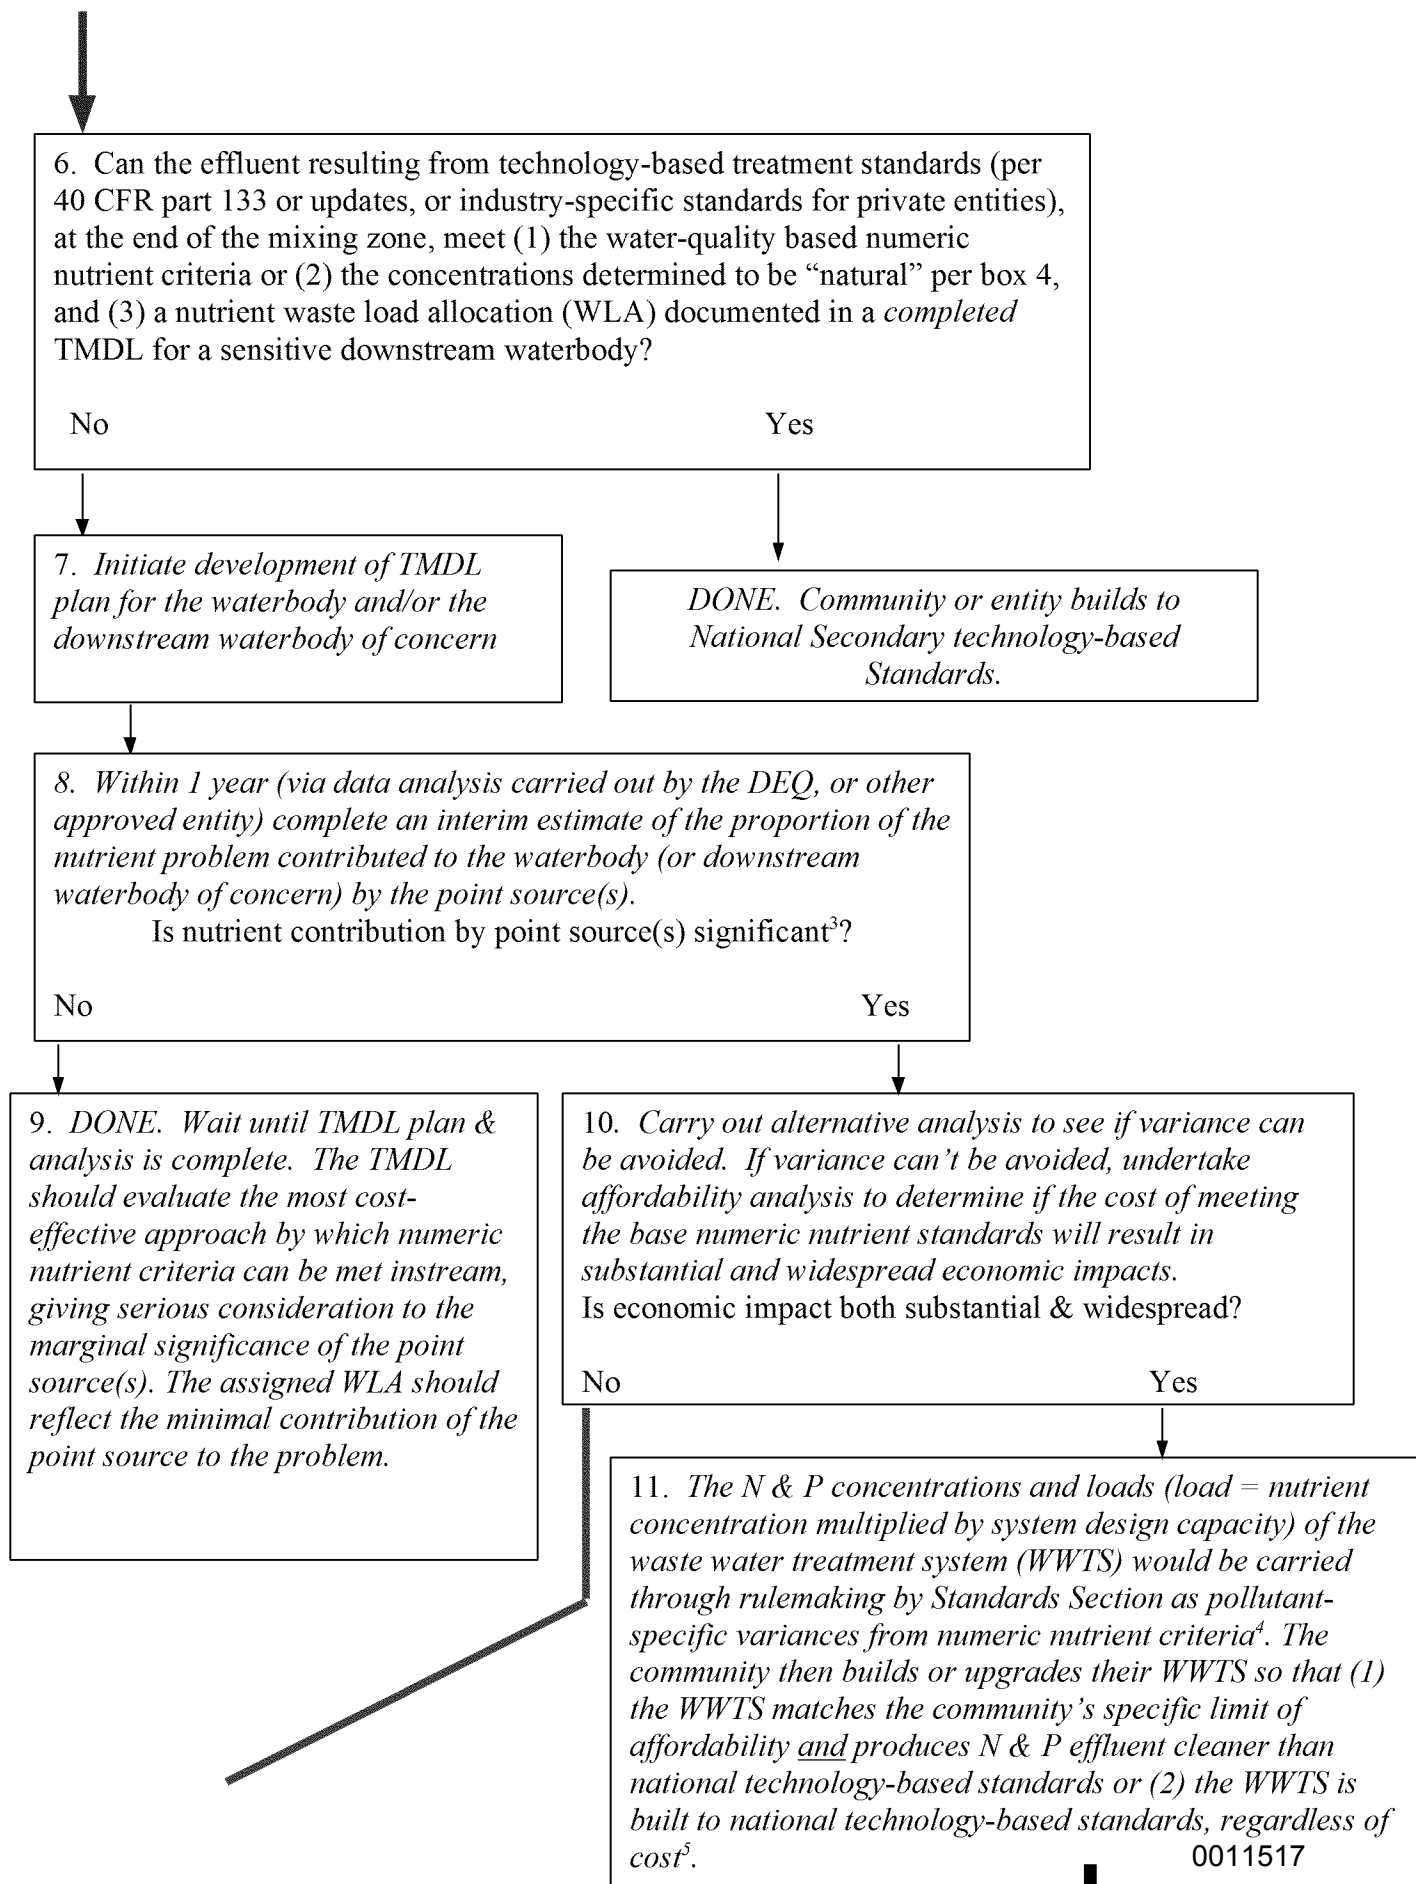 6. Can the effluent resulting from technology-based treatment standards (per
40 CFR part 133 or updates, or industry-specific standards for private entities),
at the end of the mixing zone, meet (1) the water-quality based numeric
nutrient criteria or (2) the concentrations determined to be “natural” per box 4,
and (3) a nutrient waste load allocation (WLA) documented in a completed
TMDL for a sensitive downstream waterbody?
No Yes
7. Initiate development of TMDL
plan for the waterbody and/or the
downstream waterbody of concern
DONE. Community or entity builds to
National Secondary technology-based
Standards.
8. Within 1 year (via data analysis carried out by the DEQ, or other
approved entity) complete an interim estimate of the proportion of the
nutrient problem contributed to the waterbody (or downstream
waterbody of concern) by the point source(s).
Is nutrient contribution by point source(s) significant³?
No Yes
9. DONE. Wait until TMDL plan &
analysis is complete. The TMDL
should evaluate the most cost-
effective approach by which numeric
nutrient criteria can be met instream,
giving serious consideration to the
marginal significance of the point
source(s). The assigned WLA should
reflect the minimal contribution of the
point source to the problem.
10. Carry out alternative analysis to see if variance can
be avoided. If variance can’t be avoided, undertake
affordability analysis to determine if the cost of meeting
the base numeric nutrient standards will result in
substantial and widespread economic impacts.
Is economic impact both substantial & widespread?
No Yes
11. The N & P concentrations and loads (load = nutrient
concentration multiplied by system design capacity) of the
waste water treatment system (WWTS) would be carried
through rulemaking by Standards Section as pollutant-
specific variances from numeric nutrient criteria⁴. The
community then builds or upgrades their WWTS so that (1)
the WWTS matches the community’s specific limit of
affordability and produces N & P effluent cleaner than
national technology-based standards or (2) the WWTS is
built to national technology-based standards, regardless of
cost⁵.
0011517